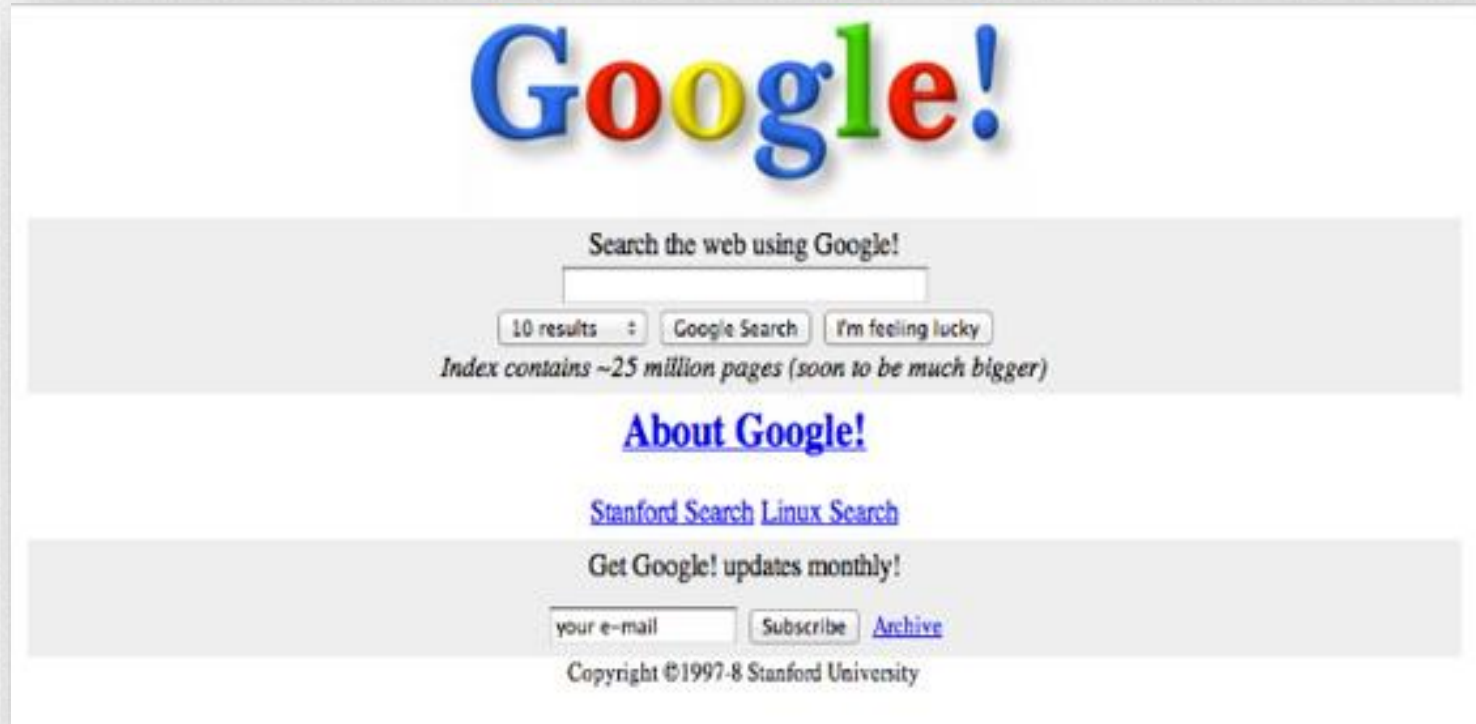 Google!
Search the web using Google!
10 results Google Search I'm feeling lucky
Index contains ~25 million pages (soon to be much bigger)
About Google!
Stanford Search Linux Search
Get Google! updates monthly!
your e-mail Subscribe Archive
Copyright ©1997-8 Stanford University